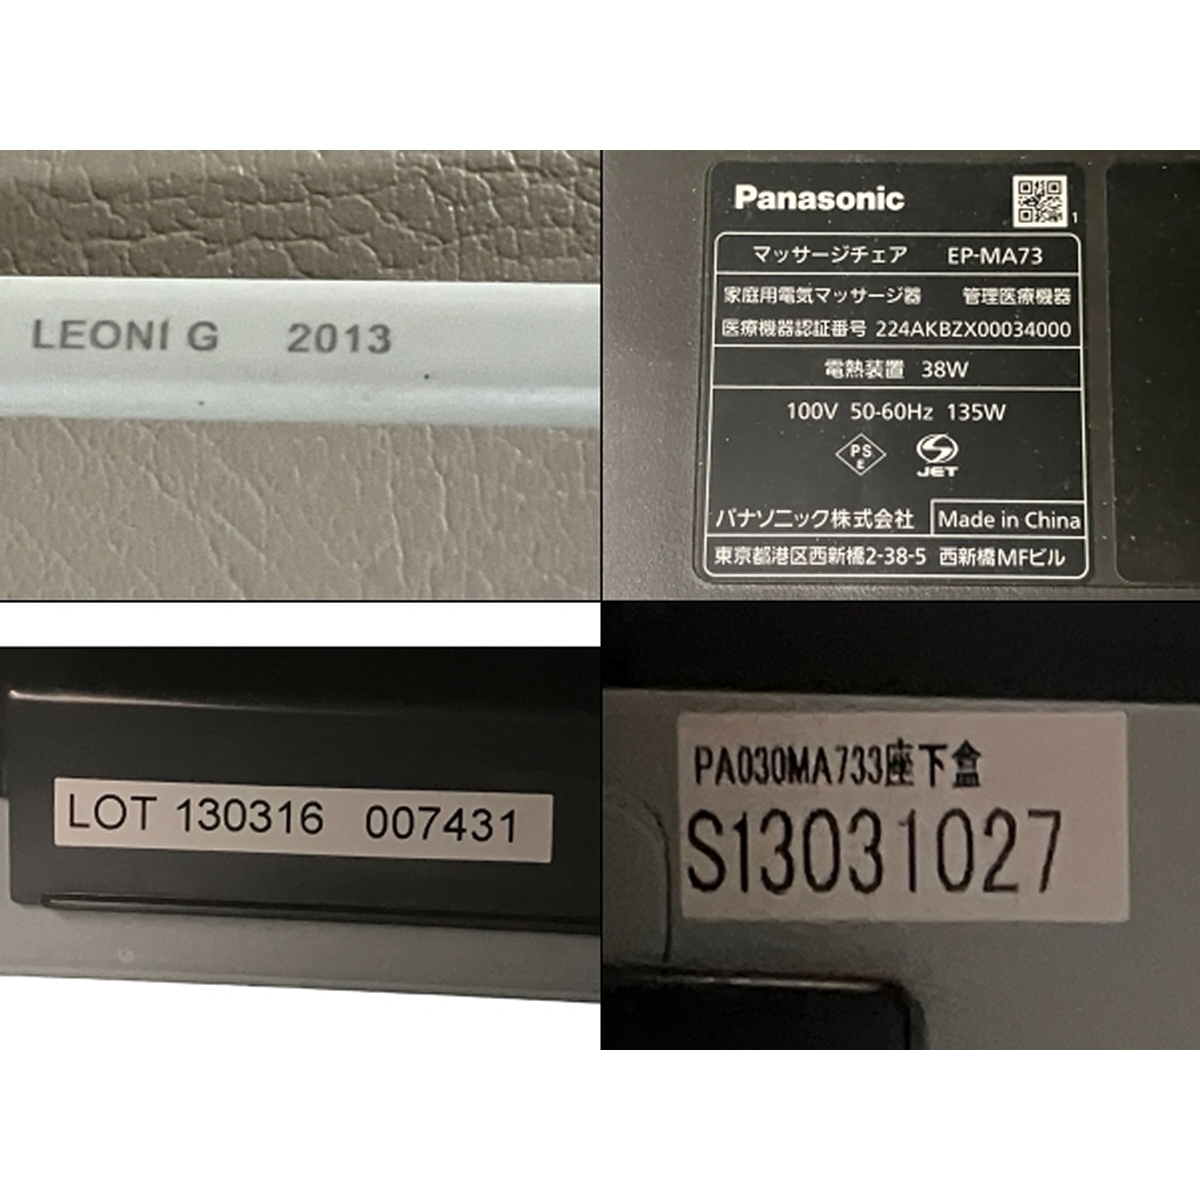 LEONI G 2013
Panasonic
1
マッサージチェア EP-MA73
家庭用電気マッサージ器 管理医療機器
医療機器認証番号 224AKBZX00034000
電熱装置 38W
100V 50-60Hz 135W
PS
E
JET
パナソニック株式会社 Made in China
東京都港区西新橋2-38-5 西新橋MFビル
LOT 130316 007431
PA030MA733座下盒
S13031027